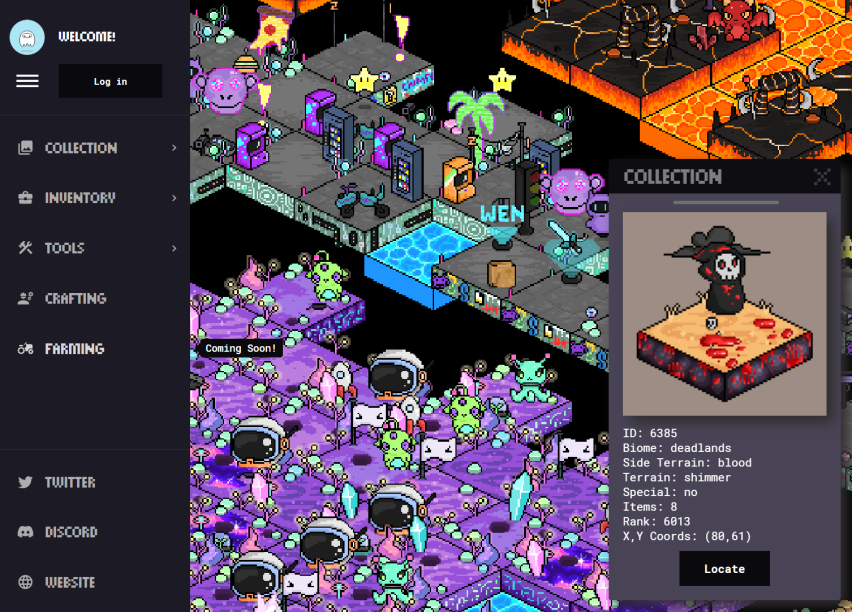 WELCOME!
Log in
COLLECTION
INVENTORY
TOOLS
CRAFTING
FARMING
Coming Soon!
TWITTER
DISCORD
WEBSITE
WEN
COLLECTION
ID: 6385
Biome: deadlands
Side Terrain: blood
Terrain: shimmer
Special: no
Items: 8
Rank: 6013
X,Y Coords: (80,61)
Locate